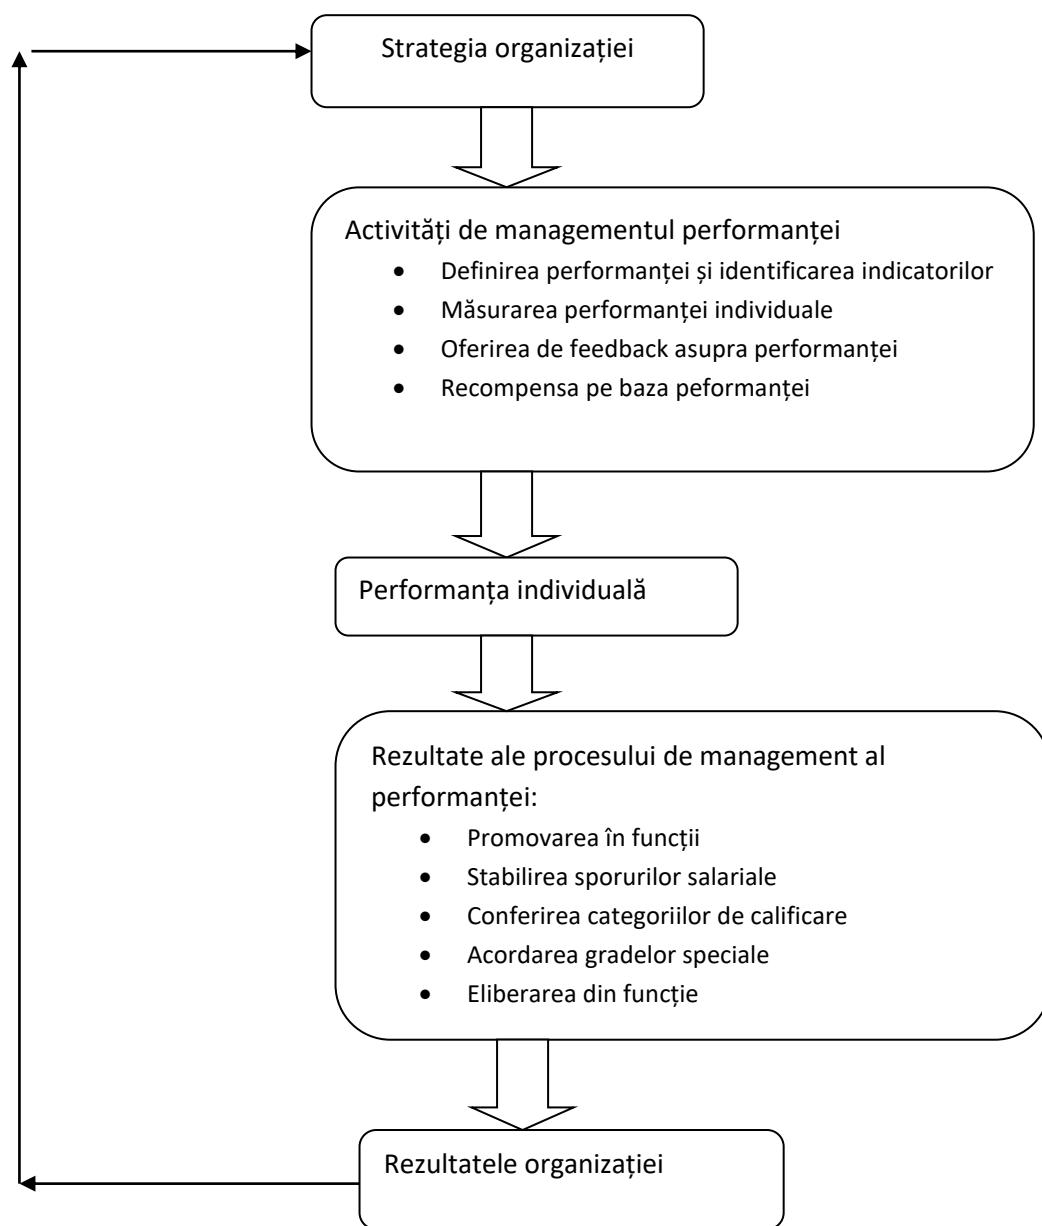 Strategia organizației
Activități de managementul performanței
• Definirea performanței și identificarea indicatorilor
• Măsurarea performanței individuale
• Oferirea de feedback asupra performanței
• Recompensa pe baza peformanței
Performanța individuală
Rezultate ale procesului de management al
performanței:
• Promovarea în funcții
• Stabilirea sporurilor salariale
• Conferirea categoriilor de calificare
• Acordarea gradelor speciale
• Eliberarea din funcție
Rezultatele organizației